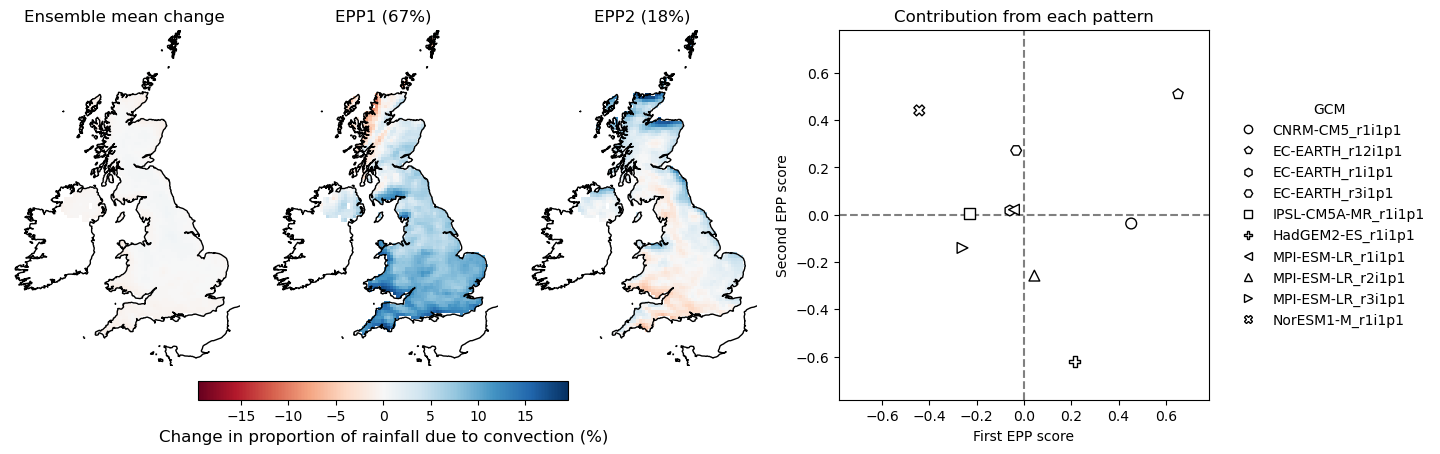 Ensemble mean change
EPP1 (67%)
EPP2 (18%)
−15 −10 −5 0 5 10 15
Change in proportion of rainfall due to convection (%)
Contribution from each pattern
Second EPP score
0.6
0.4
0.2
0.0
−0.2
−0.4
−0.6
−0.6 −0.4 −0.2 0.0 0.2 0.4 0.6
First EPP score
GCM
CNRM-CM5_r1i1p1
EC-EARTH_r12i1p1
EC-EARTH_r1i1p1
EC-EARTH_r3i1p1
IPSL-CM5A-MR_r1i1p1
HadGEM2-ES_r1i1p1
MPI-ESM-LR_r1i1p1
MPI-ESM-LR_r2i1p1
MPI-ESM-LR_r3i1p1
NorESM1-M_r1i1p1